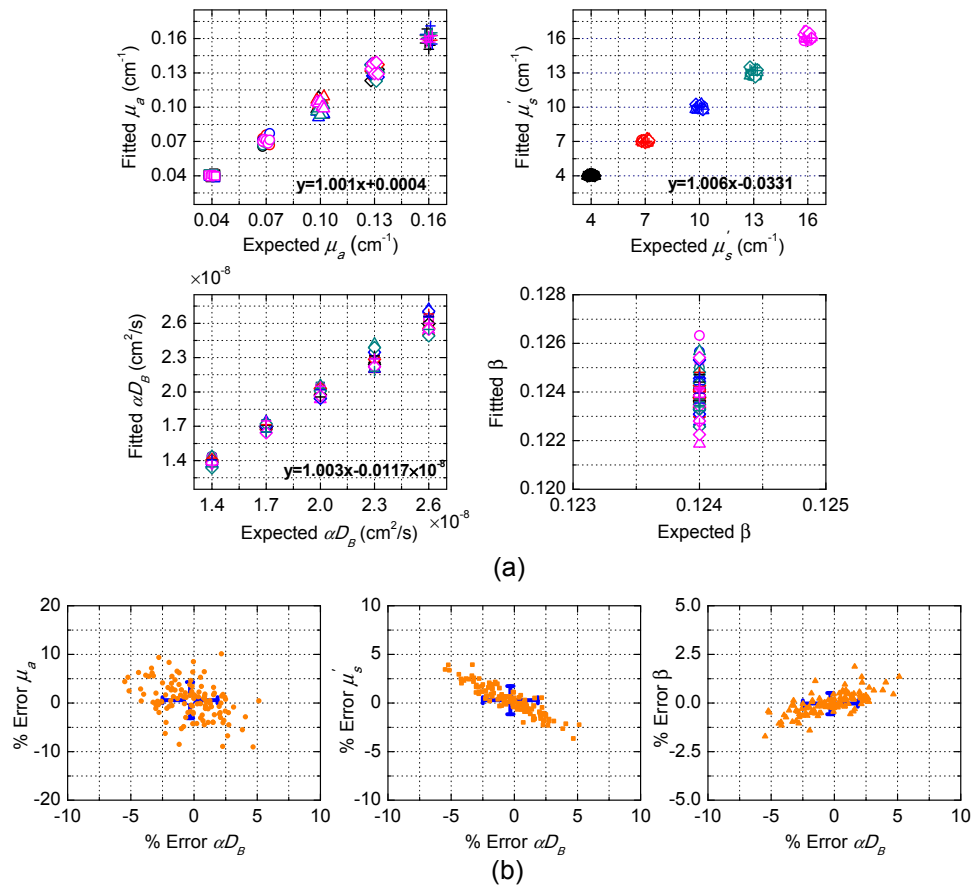 (a)
0.16
0.13
0.10
0.07
0.04
Fitted μa (cm-1)
y=1.001x+0.0004
0.04 0.07 0.10 0.13 0.16
Expected μa (cm-1)
16
13
10
7
4
Fitted μs' (cm-1)
y=1.006x-0.0331
4 7 10 13 16
Expected μs' (cm-1)
×10-8
2.6
2.3
2.0
1.7
1.4
Fitted αDB (cm2/s)
y=1.003x-0.0117×10-8
1.4 1.7 2.0 2.3 2.6
Expected αDB (cm2/s) ×10-8
0.128
0.126
0.124
0.122
0.120
Fittted β
0.123 0.124 0.125
Expected β
(a)
20
10
0
-10
-20
% Error μa
-10 -5 0 5 10
% Error αDB
10
5
0
-5
-10
% Error μs'
-10 -5 0 5 10
% Error αDB
5.0
2.5
0.0
-2.5
-5.0
% Error β
-10 -5 0 5 10
% Error αDB
(b)